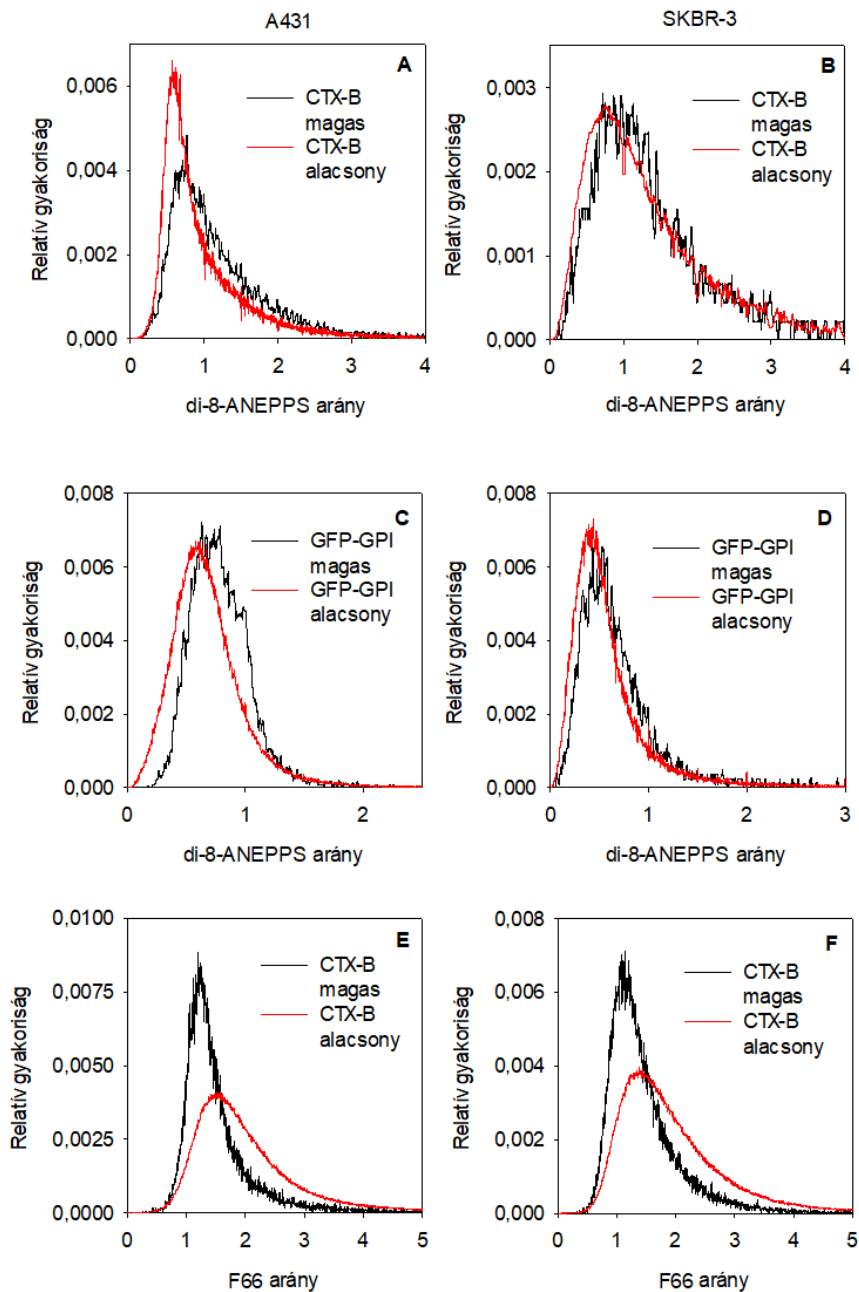 A431
SKBR-3
A
CTX-B
magas
CTX-B
alacsony
0,006
0,004
0,002
0,000
Relatív gyakoriság
0
1
2
3
4
di-8-ANEPPS arány
B
CTX-B
magas
CTX-B
alacsony
0,003
0,002
0,001
0,000
Relatív gyakoriság
0
1
2
3
4
di-8-ANEPPS arány
C
GFP-GPI
magas
GFP-GPI
alacsony
0,008
0,006
0,004
0,002
0,000
Relatív gyakoriság
0
1
2
di-8-ANEPPS arány
D
GFP-GPI
magas
GFP-GPI
alacsony
0,008
0,006
0,004
0,002
0,000
Relatív gyakoriság
0
1
2
3
di-8-ANEPPS arány
E
CTX-B
magas
CTX-B
alacsony
0,0100
0,0075
0,0050
0,0025
0,0000
Relatív gyakoriság
0
1
2
3
4
5
F66 arány
F
CTX-B
magas
CTX-B
alacsony
0,008
0,006
0,004
0,002
0,000
Relatív gyakoriság
0
1
2
3
4
5
F66 arány